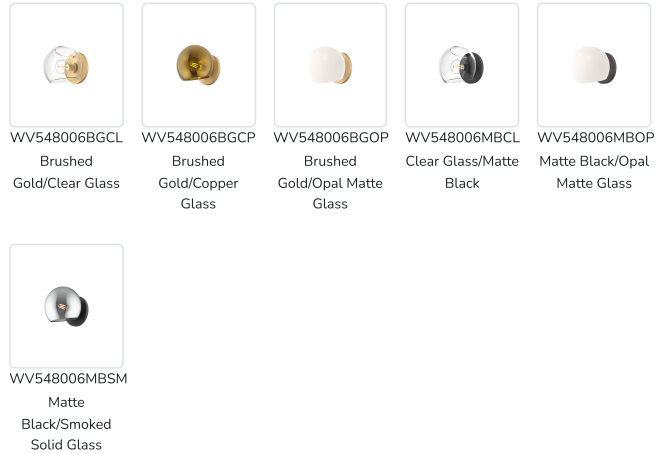 WV548006BGCL
Brushed
Gold/Clear Glass
WV548006BGCP
Brushed
Gold/Copper
Glass
WV548006BGOP
Brushed
Gold/Opal Matte
Glass
WV548006MBCL
Clear Glass/Matte
Black
WV548006MBOP
Matte Black/Opal
Matte Glass
WV548006MBSM
Matte
Black/Smoked
Solid Glass